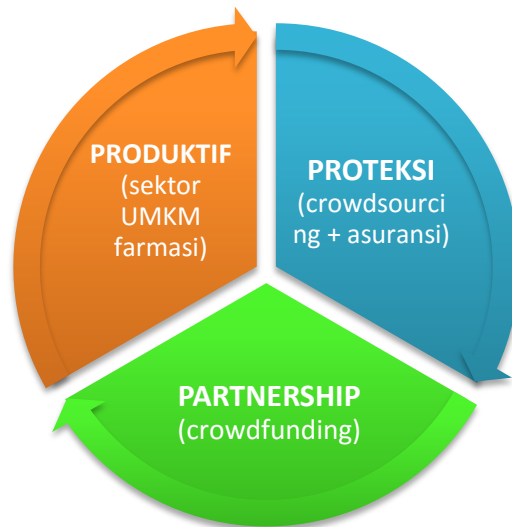 PRODUKTIF
(sektor
UMKM
farmasi)
PROTEKSI
(crowdsourci
ng + asuransi)
PARTNERSHIP
(crowdfunding)